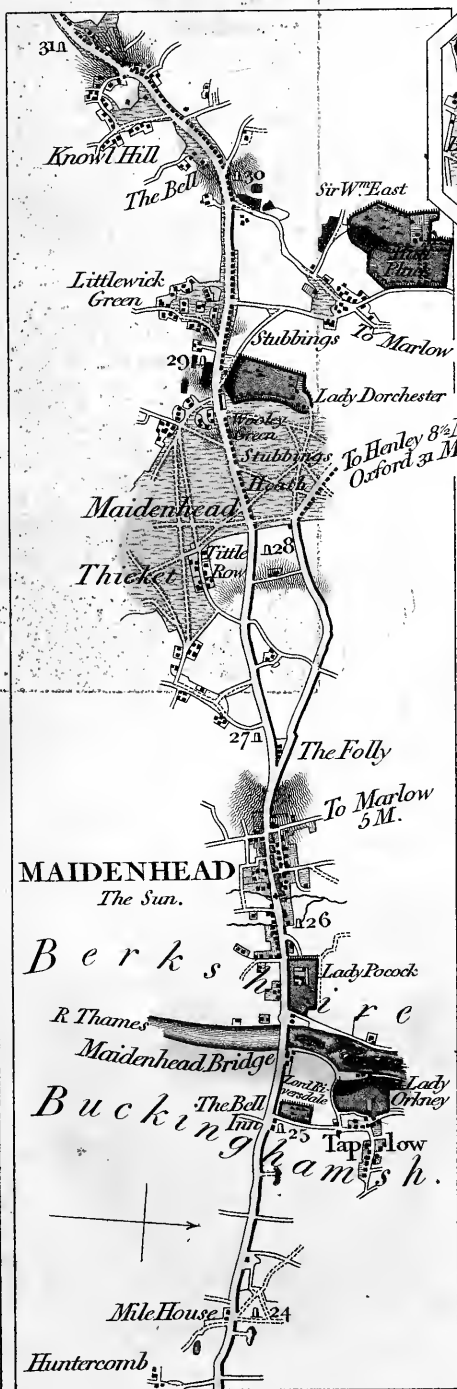 31
Knowl Hill
The Bell
30
Sir Wm. East
Littlewick
Green
Stubbings
To Marlow
29
Lady Dorchester
Wooley
Green
Stubbings
Heath
To Henley 8½ M
Oxford 31 M
Maidenhead
Thicket
Tittle
Row
28
27
The Folly
To Marlow
5 M.
MAIDENHEAD
The Sun.
26
Berkshire
Lady Pocock
R Thames
Maidenhead Bridge
Lady
Orkney
The Bell
Inn
25
Taplow
Buckinghamsh.
Mile House
24
Huntercomb